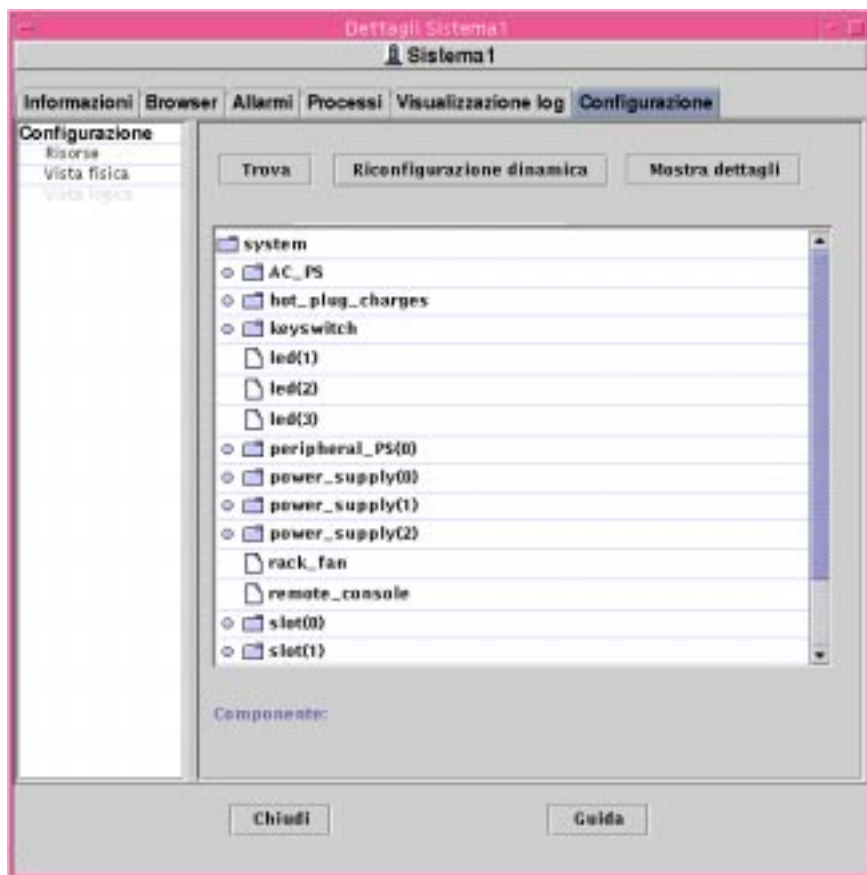 Dettagli Sistema1
Sistema1
Informazioni Browser Allarmi Processi Visualizzazione log Configurazione
Configurazione
Risorse
Vista fisica
Vista logica
Trova Riconfigurazione dinamica Mostra dettagli
system
AC_PS
hot_plug_charges
keyswitch
led(1)
led(2)
led(3)
peripheral_PS(0)
power_supply(0)
power_supply(1)
power_supply(2)
rack_fan
remote_console
slot(0)
slot(1)
Componente:
Chiudi Guida